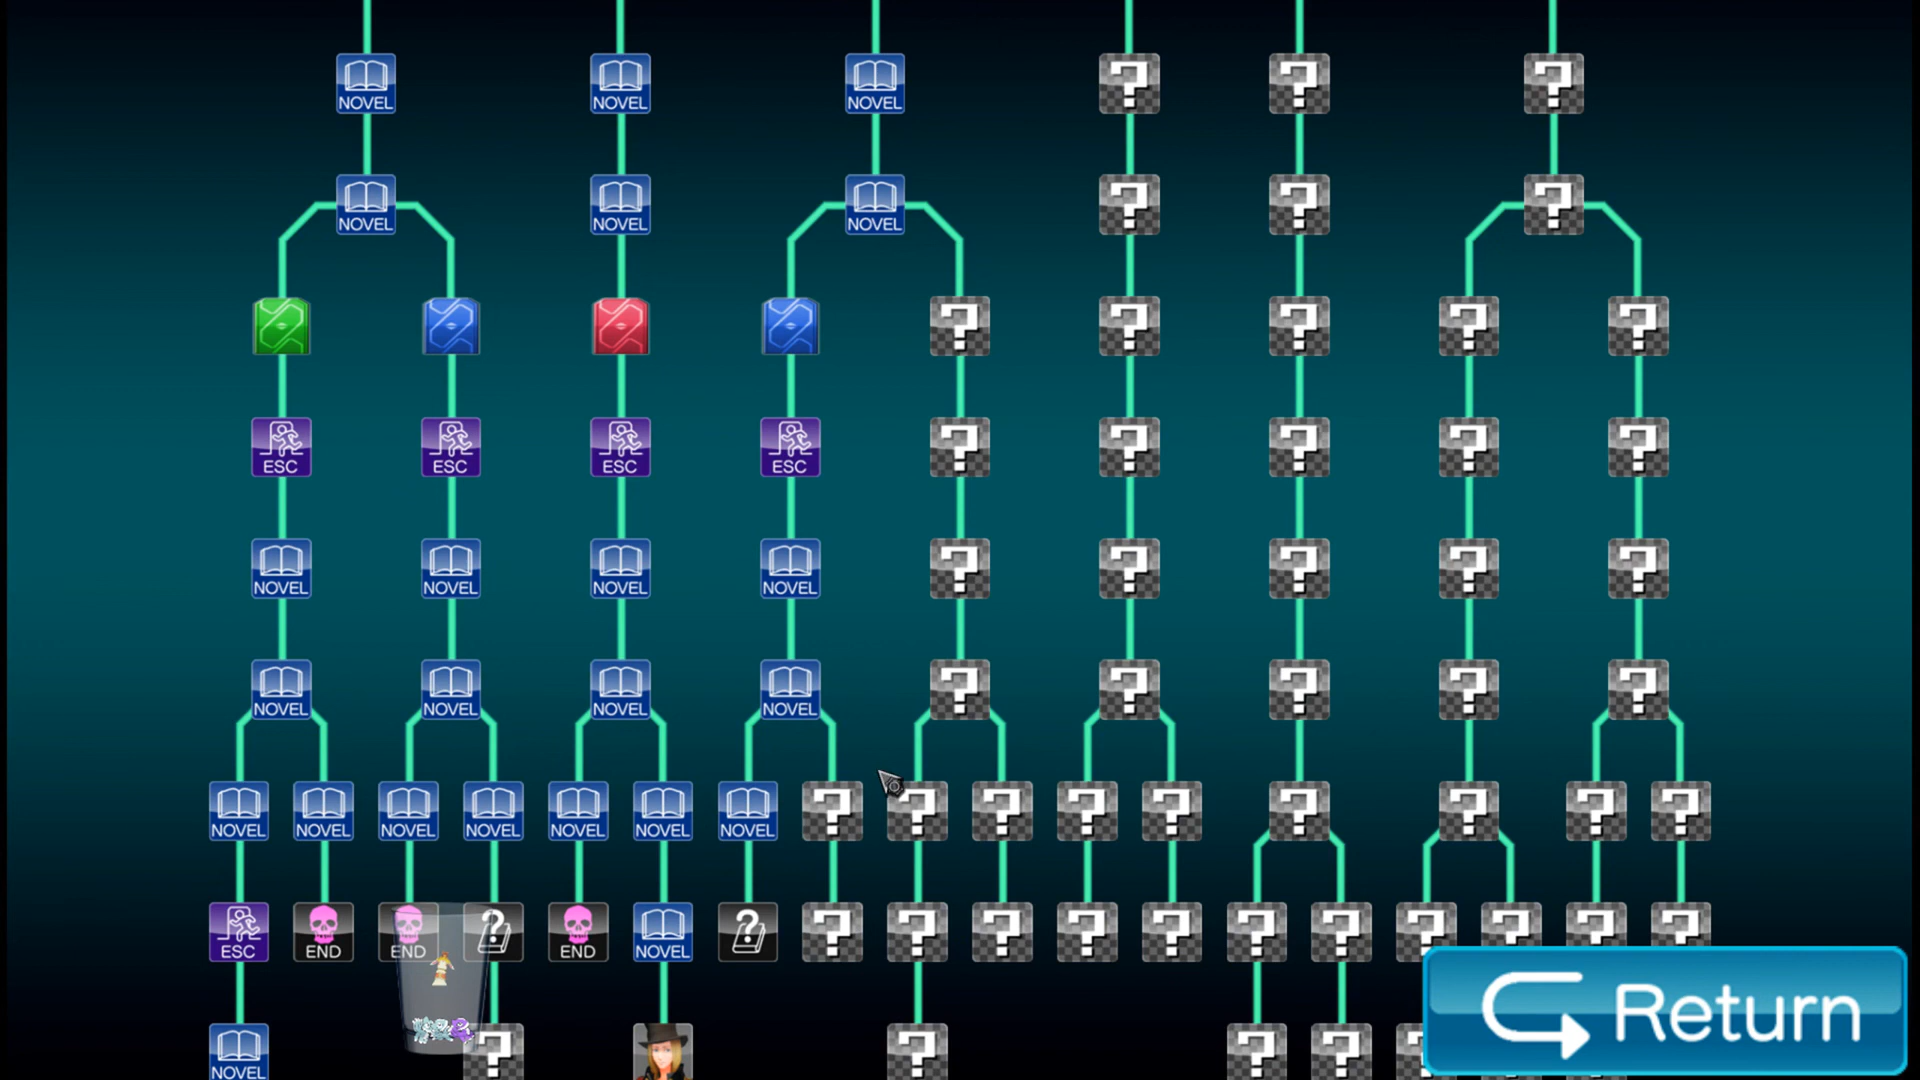 NOVEL NOVEL NOVEL ? ? ?
NOVEL NOVEL NOVEL ? ? ?
? ? ? ? ?
ESC ESC ESC ESC ? ? ? ? ?
NOVEL NOVEL NOVEL NOVEL ? ? ? ? ?
NOVEL NOVEL NOVEL NOVEL ? ? ? ? ?
NOVEL NOVEL NOVEL NOVEL NOVEL NOVEL NOVEL ? ? ? ? ? ? ? ? ?
ESC END END ? END NOVEL ? ? ? ? ? ? ? ? ? ? ? ?
NOVEL ? ? ? ? ?
Return